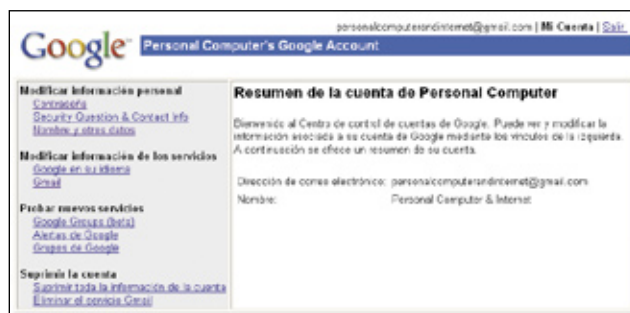 personalcomputerandinternet@gmail.com | Mi Cuenta | Salir
Google Personal Computer's Google Account
Modificar información personal
Contraseña
Security Question & Contact Info
Nombre y otros datos
Modificar información de los servicios
Google en su idioma
Gmail
Probar nuevos servicios
Google Groups (beta)
Alertas de Google
Grupos de Google
Suprimir la cuenta
Suprimir toda la información de la cuenta
Eliminar el servicio Gmail
Resumen de la cuenta de Personal Computer
Bienvenido al Centro de control de cuentas de Google. Puede ver y modificar la
información asociada a su cuenta de Google mediante los vínculos de la izquierda.
A continuación se ofrece un resumen de su cuenta.
Dirección de correo electrónico: personalcomputerandinternet@gmail.com
Nombre: Personal Computer & Internet